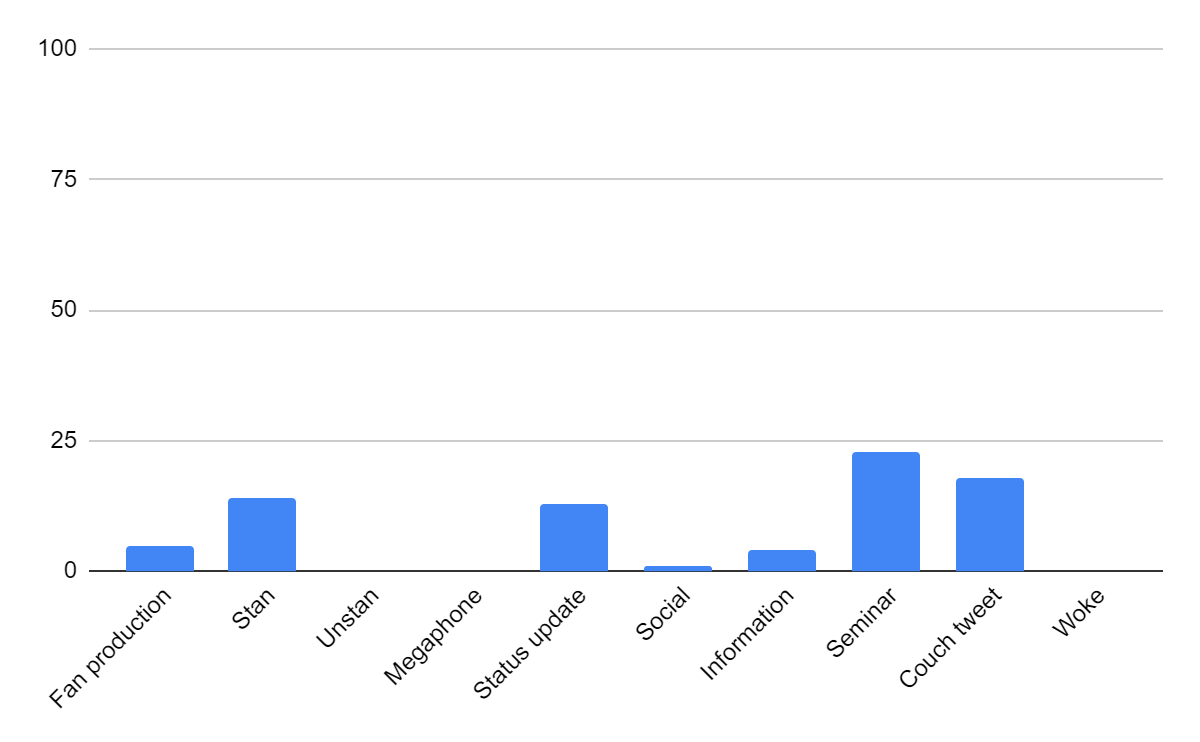 100
75
50
25
0
Fan production
Stan
Unstan
Megaphone
Status update
Social
Information
Seminar
Couch tweet
Woke